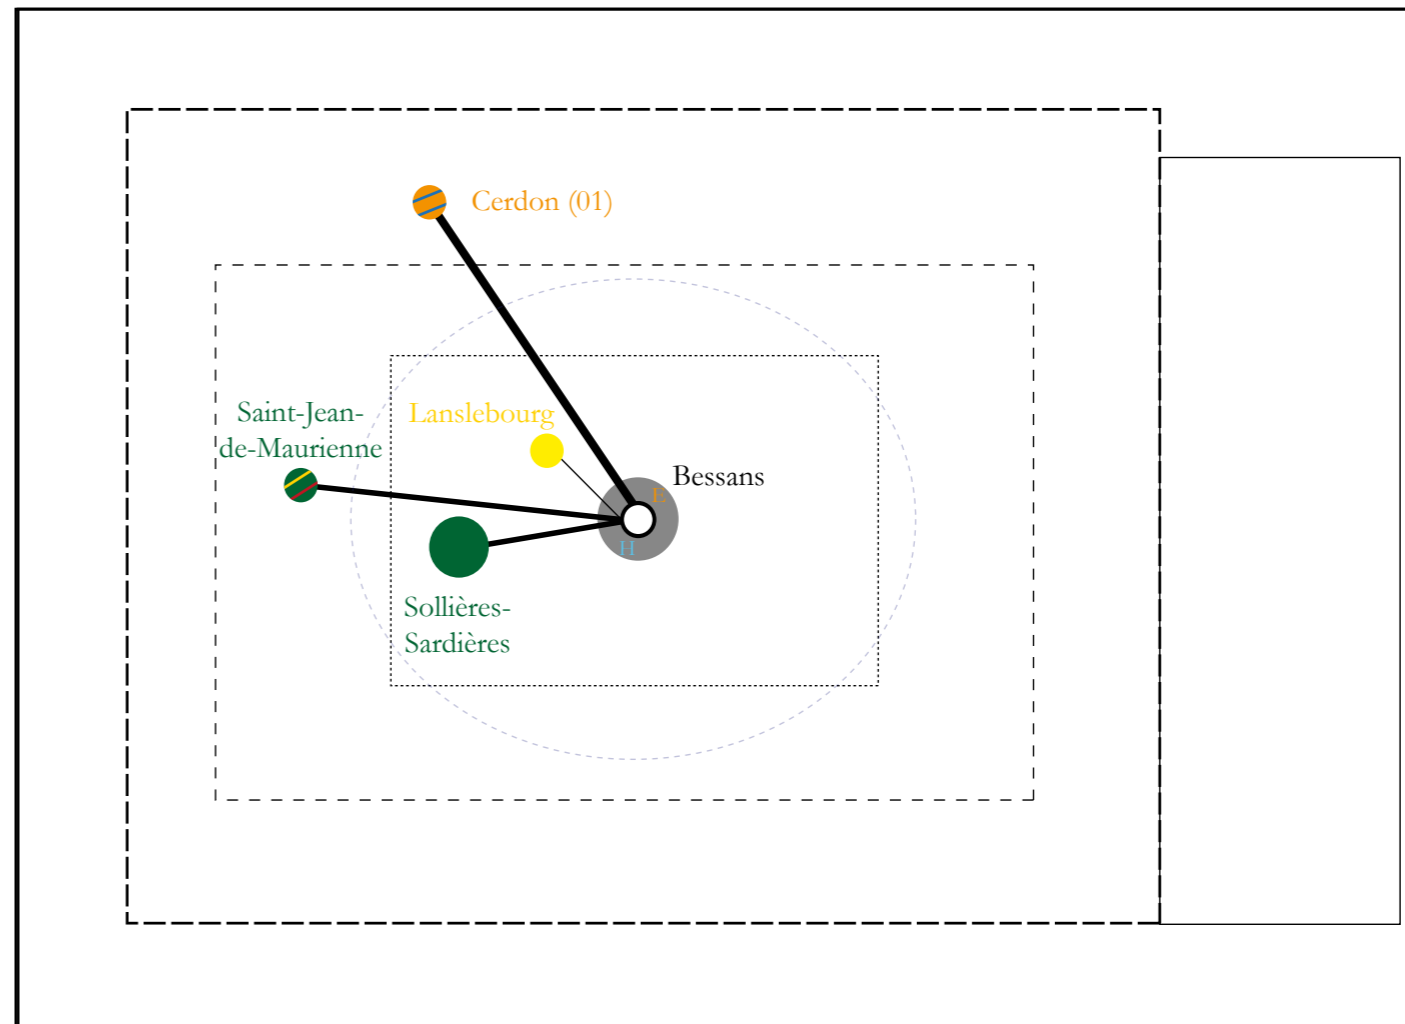 Cerdon (01)
Saint-Jean-
de-Maurienne
Lanslebourg
Bessans
E
H
Sollières-
Sardières